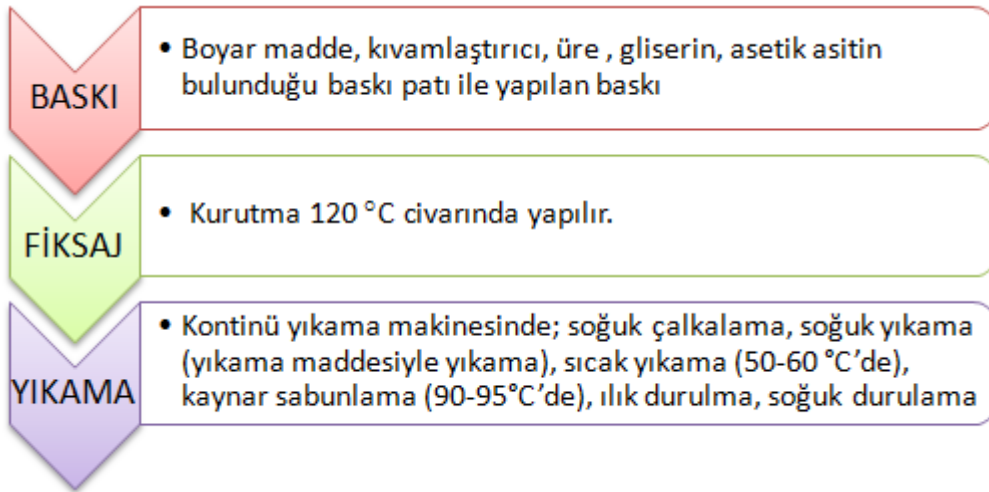 BASKI
• Boyar madde, kıvamlaştırıcı, üre , gliserin, asetik asitin
bulunduğu baskı patı ile yapılan baskı
FİKSAJ
• Kurutma 120 °C civarında yapılır.
YIKAMA
• Kontinü yıkama makinesinde; soğuk çalkalama, soğuk yıkama
(yıkama maddesiyle yıkama), sıcak yıkama (50-60 °C’de),
kaynar sabunlama (90-95°C’de), ılık durulma, soğuk durulama